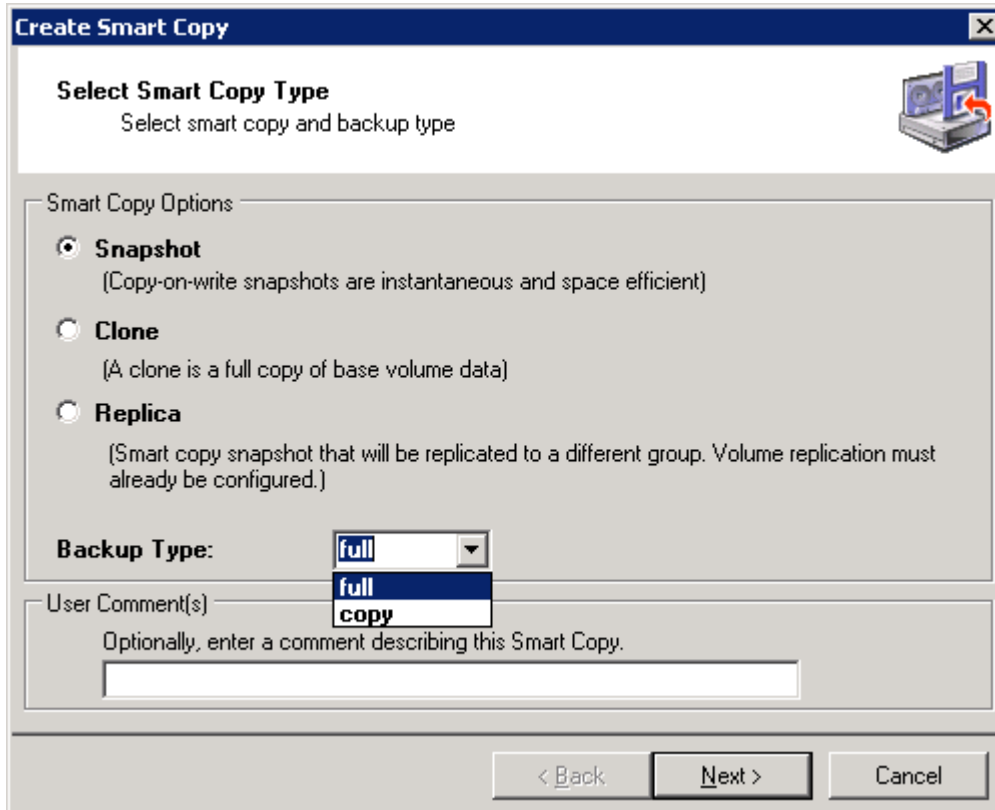 Create Smart Copy
Select Smart Copy Type
Select smart copy and backup type
Smart Copy Options
Snapshot
(Copy-on-write snapshots are instantaneous and space efficient)
Clone
(A clone is a full copy of base volume data)
Replica
(Smart copy snapshot that will be replicated to a different group. Volume replication must
already be configured.)
Backup Type: full
full
copy
User Comment(s)
Optionally, enter a comment describing this Smart Copy.
< Back Next > Cancel